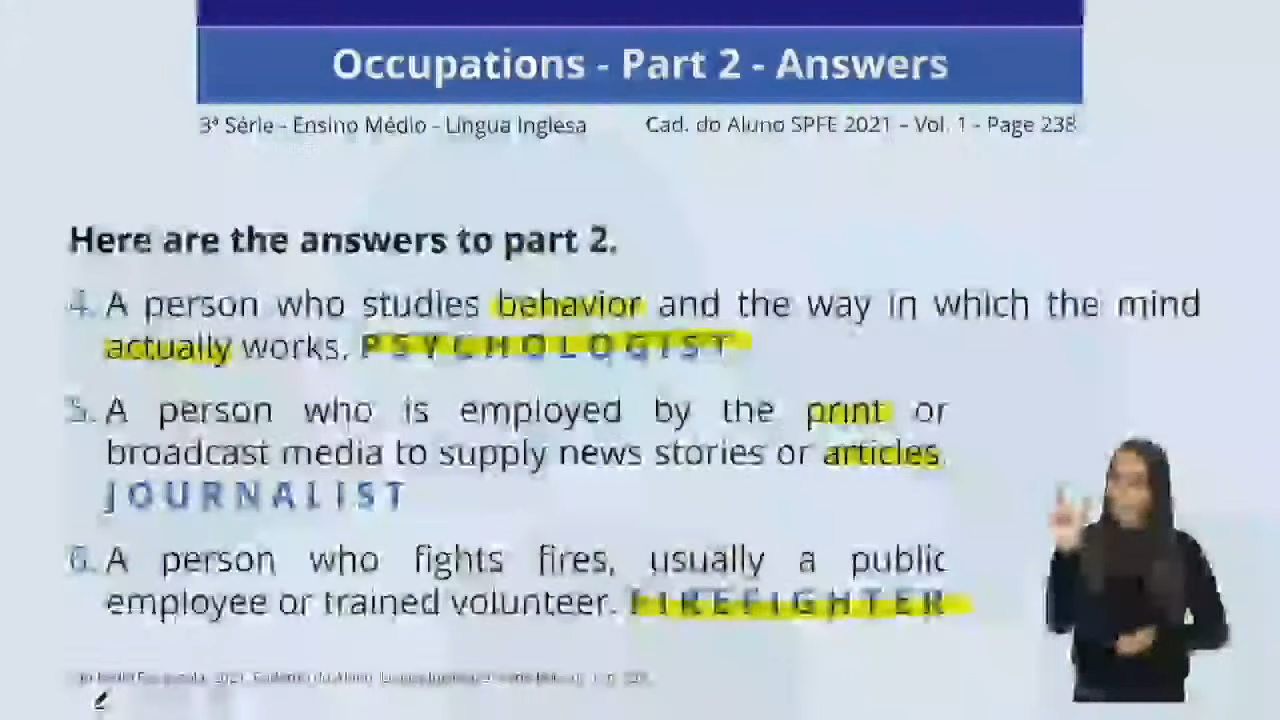 Occupations - Part 2 - Answers
3ª Série - Ensino Médio - Língua Inglesa
Cad. do Aluno SPFE 2021 – Vol. 1 - Page 238
Here are the answers to part 2.
4. A person who studies behavior and the way in which the mind
actually works. P S Y C H O L O G I S T
5. A person who is employed by the print or
broadcast media to supply news stories or articles.
J O U R N A L I S T
6. A person who fights fires, usually a public
employee or trained volunteer. F I R E F I G H T E R